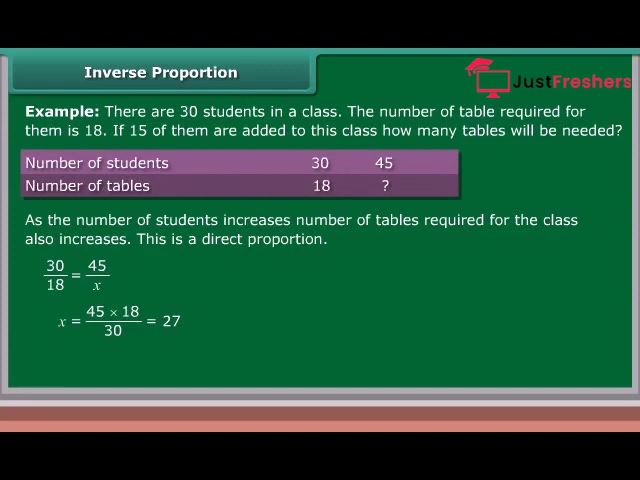 Inverse Proportion
JustFreshers
Example: There are 30 students in a class. The number of table required for
them is 18. If 15 of them are added to this class how many tables will be needed?
Number of students 30 45
Number of tables 18 ?
As the number of students increases number of tables required for the class
also increases. This is a direct proportion.
30/18 = 45/x
x = 45 × 18/30 = 27